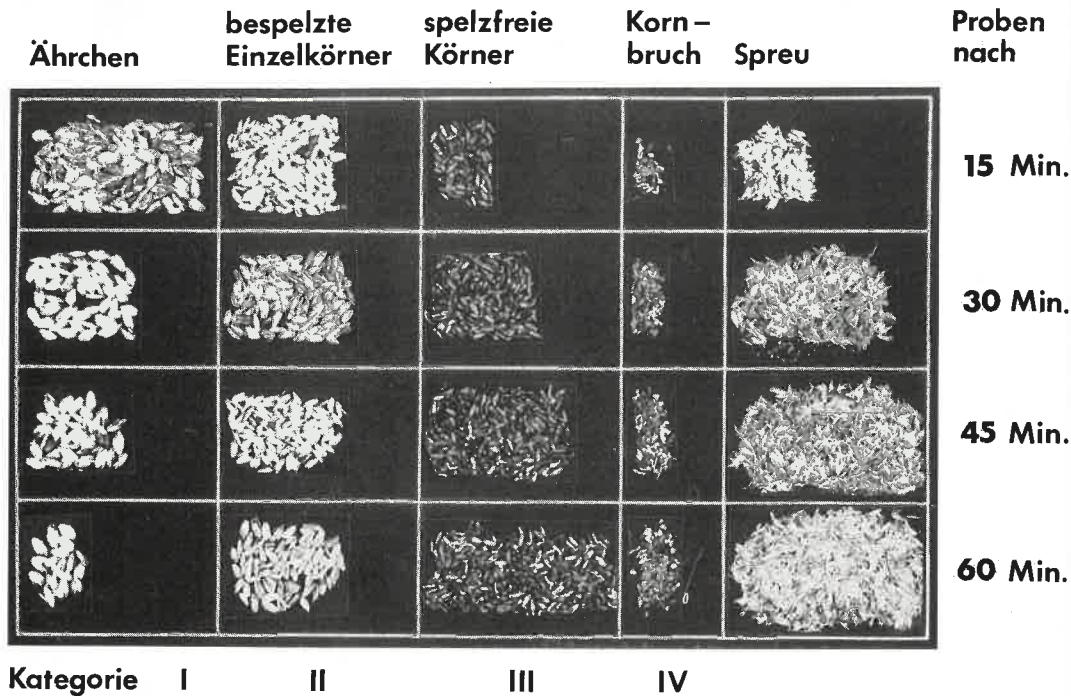 Ährchen
bespelzte
Einzelkörner
spelzfreie
Körner
Korn –
bruch
Spreu
Proben
nach
15 Min.
30 Min.
45 Min.
60 Min.
Kategorie I II III IV